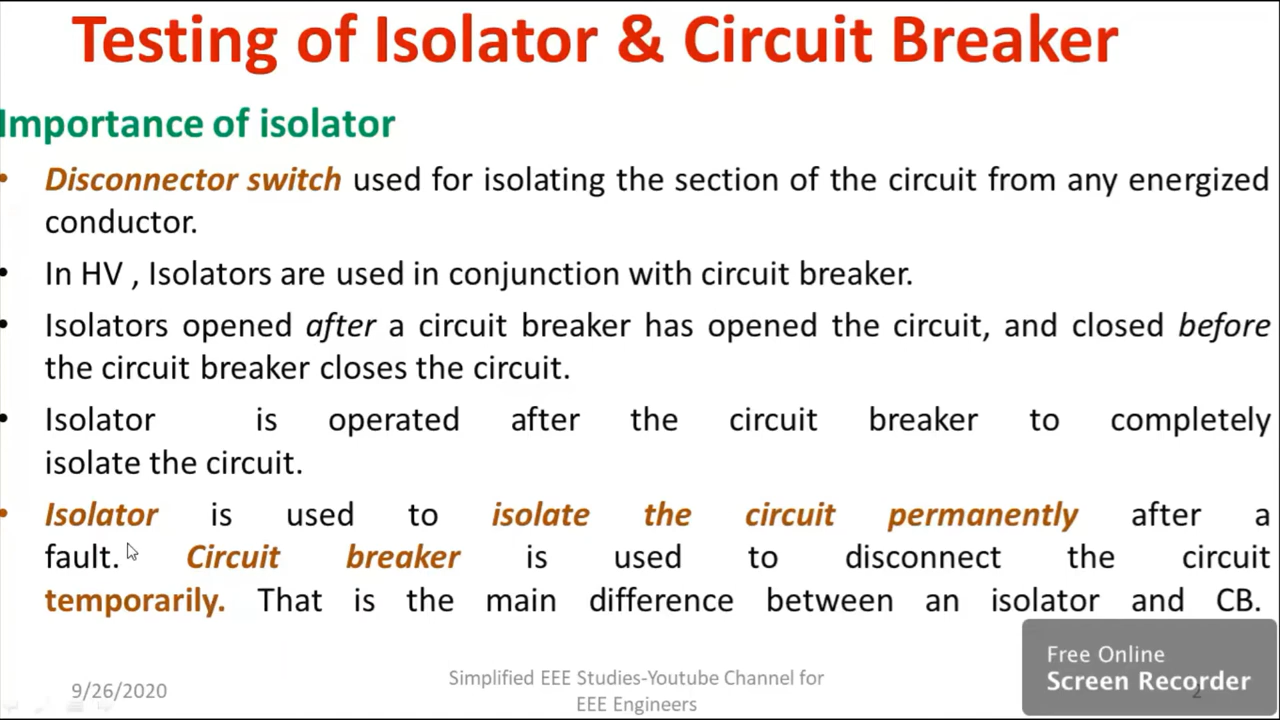 Testing of Isolator & Circuit Breaker
Importance of isolator
• Disconnector switch used for isolating the section of the circuit from any energized
conductor.
• In HV , Isolators are used in conjunction with circuit breaker.
• Isolators opened after a circuit breaker has opened the circuit, and closed before
the circuit breaker closes the circuit.
• Isolator is operated after the circuit breaker to completely
isolate the circuit.
• Isolator is used to isolate the circuit permanently after a
fault. Circuit breaker is used to disconnect the circuit
temporarily. That is the main difference between an isolator and CB.
9/26/2020
Simplified EEE Studies-Youtube Channel for
EEE Engineers
2
Free Online
Screen Recorder